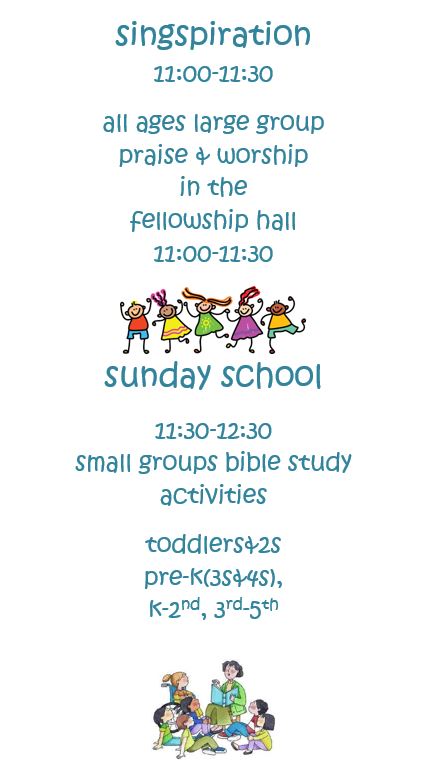 singspiration
11:00-11:30
all ages large group
praise & worship
in the
fellowship hall
11:00-11:30
sunday school
11:30-12:30
small groups bible study
activities
toddlers&2s
pre-k(3s&4s),
k-2nd, 3rd-5th